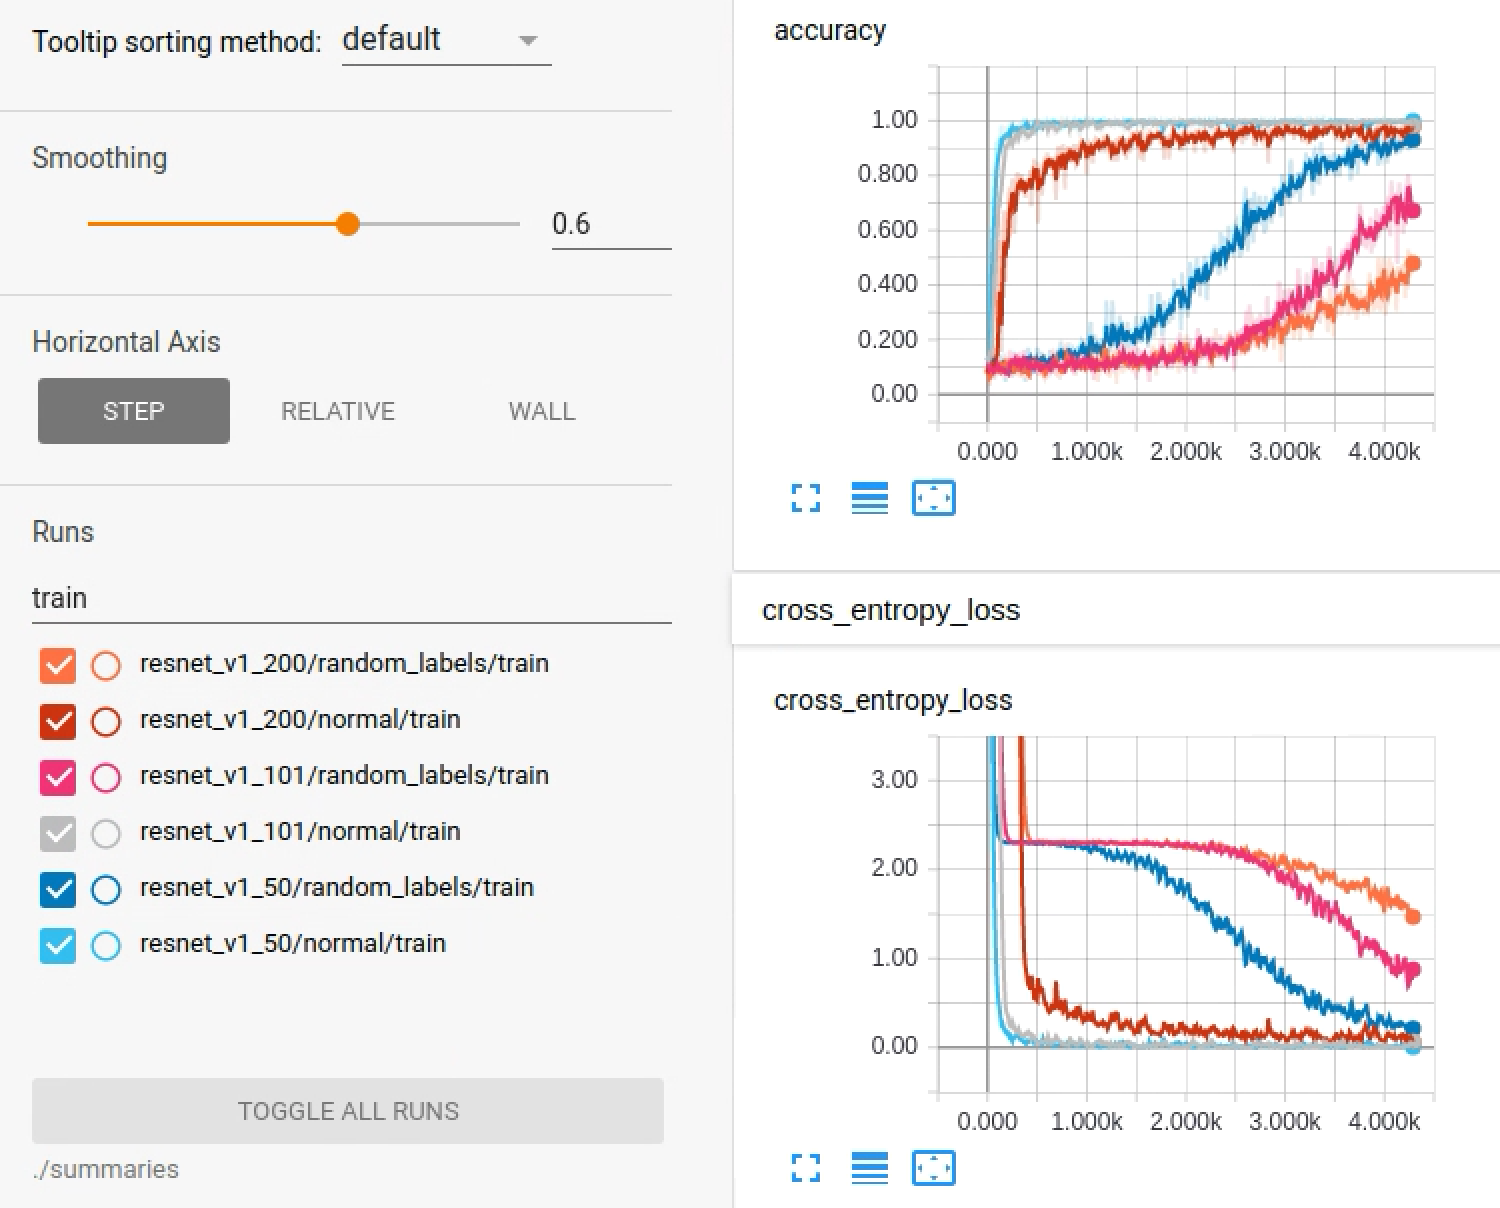 Tooltip sorting method: default
Smoothing
0.6
Horizontal Axis
STEP RELATIVE WALL
Runs
train
resnet_v1_200/random_labels/train
resnet_v1_200/normal/train
resnet_v1_101/random_labels/train
resnet_v1_101/normal/train
resnet_v1_50/random_labels/train
resnet_v1_50/normal/train
TOGGLE ALL RUNS
./summaries
accuracy
1.00
0.800
0.600
0.400
0.200
0.00
0.000 1.000k 2.000k 3.000k 4.000k
cross_entropy_loss
cross_entropy_loss
3.00
2.00
1.00
0.00
0.000 1.000k 2.000k 3.000k 4.000k